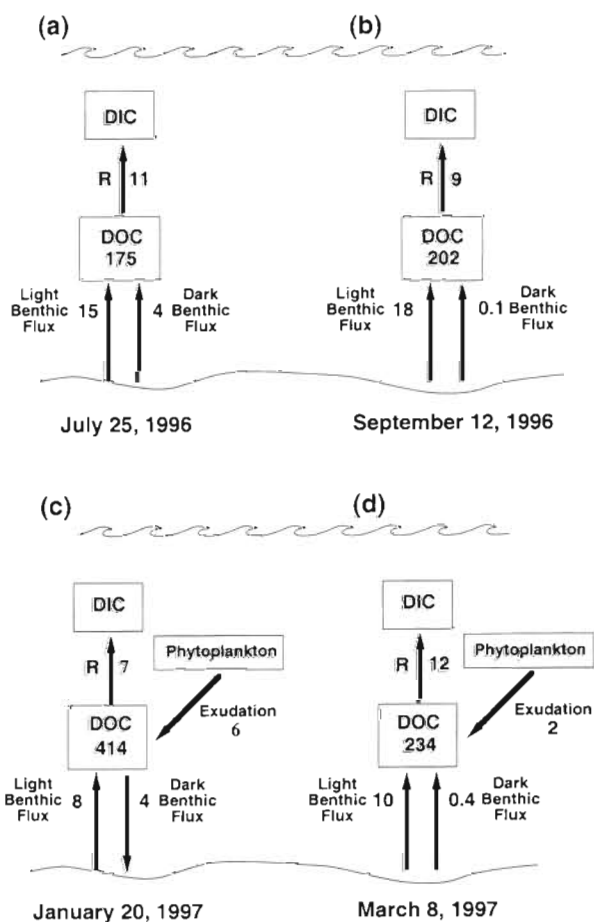 (a)
DIC
R 11
DOC
175
Light
Benthic
Flux
15
4
Dark
Benthic
Flux
July 25, 1996
(b)
DIC
R 9
DOC
202
Light
Benthic
Flux
18
0.1
Dark
Benthic
Flux
September 12, 1996
(c)
DIC
R 7
Phytoplankton
DOC
414
Exudation
6
Light
Benthic
Flux
8
4
Dark
Benthic
Flux
January 20, 1997
(d)
DIC
R 12
Phytoplankton
DOC
234
Exudation
2
Light
Benthic
Flux
10
0.4
Dark
Benthic
Flux
March 8, 1997